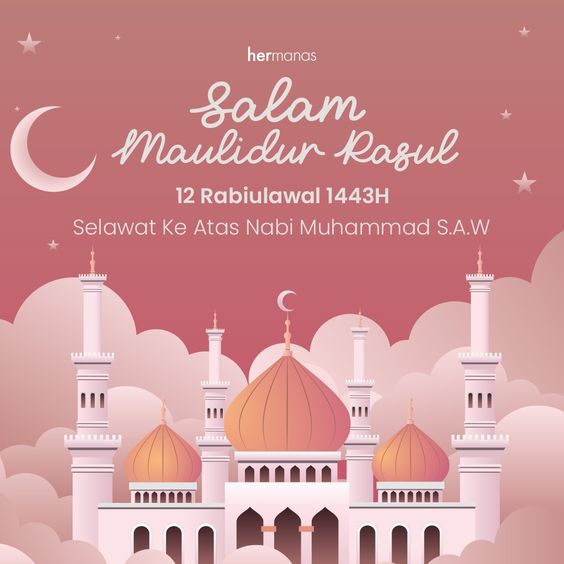 hermanas
Salam
Maulidur Rasul
12 Rabiulawal 1443H
Selawat Ke Atas Nabi Muhammad S.A.W